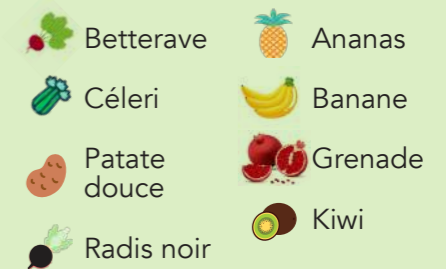 Betterave
Céleri
Patate
douce
Radis noir
Ananas
Banane
Grenade
Kiwi